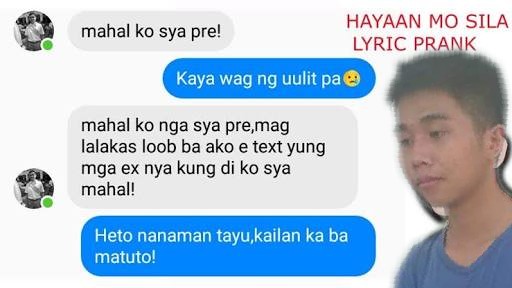 HAYAAN MO SILA
LYRIC PRANK
mahal ko sya pre!
Kaya wag ng uulit pa😢
mahal ko nga sya pre,mag
lalakas loob ba ako e text yung
mga ex nya kung di ko sya
mahal!
Heto nanaman tayu,kailan ka ba
matuto!